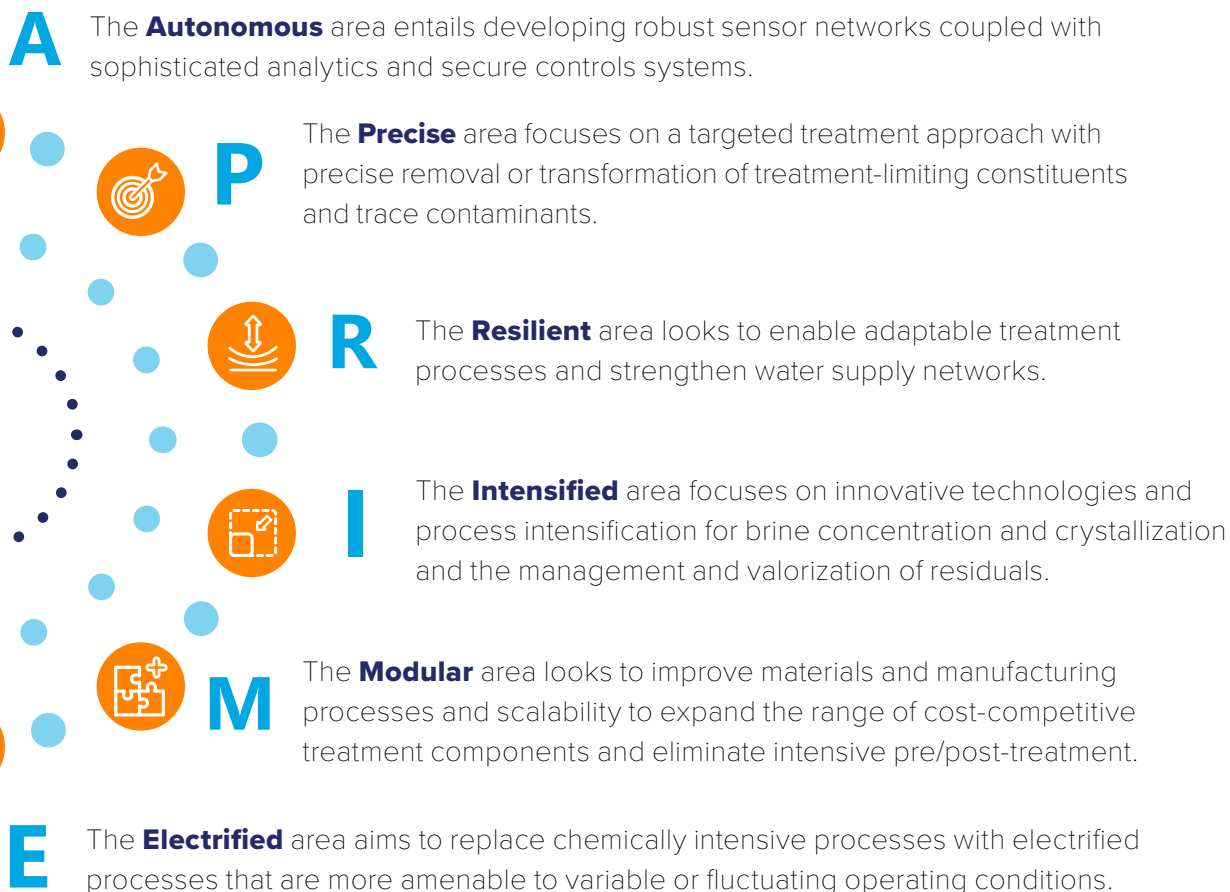 A
The Autonomous area entails developing robust sensor networks coupled with
sophisticated analytics and secure controls systems.
P
The Precise area focuses on a targeted treatment approach with
precise removal or transformation of treatment-limiting constituents
and trace contaminants.
R
The Resilient area looks to enable adaptable treatment
processes and strengthen water supply networks.
I
The Intensified area focuses on innovative technologies and
process intensification for brine concentration and crystallization
and the management and valorization of residuals.
M
The Modular area looks to improve materials and manufacturing
processes and scalability to expand the range of cost-competitive
treatment components and eliminate intensive pre/post-treatment.
E
The Electrified area aims to replace chemically intensive processes with electrified
processes that are more amenable to variable or fluctuating operating conditions.